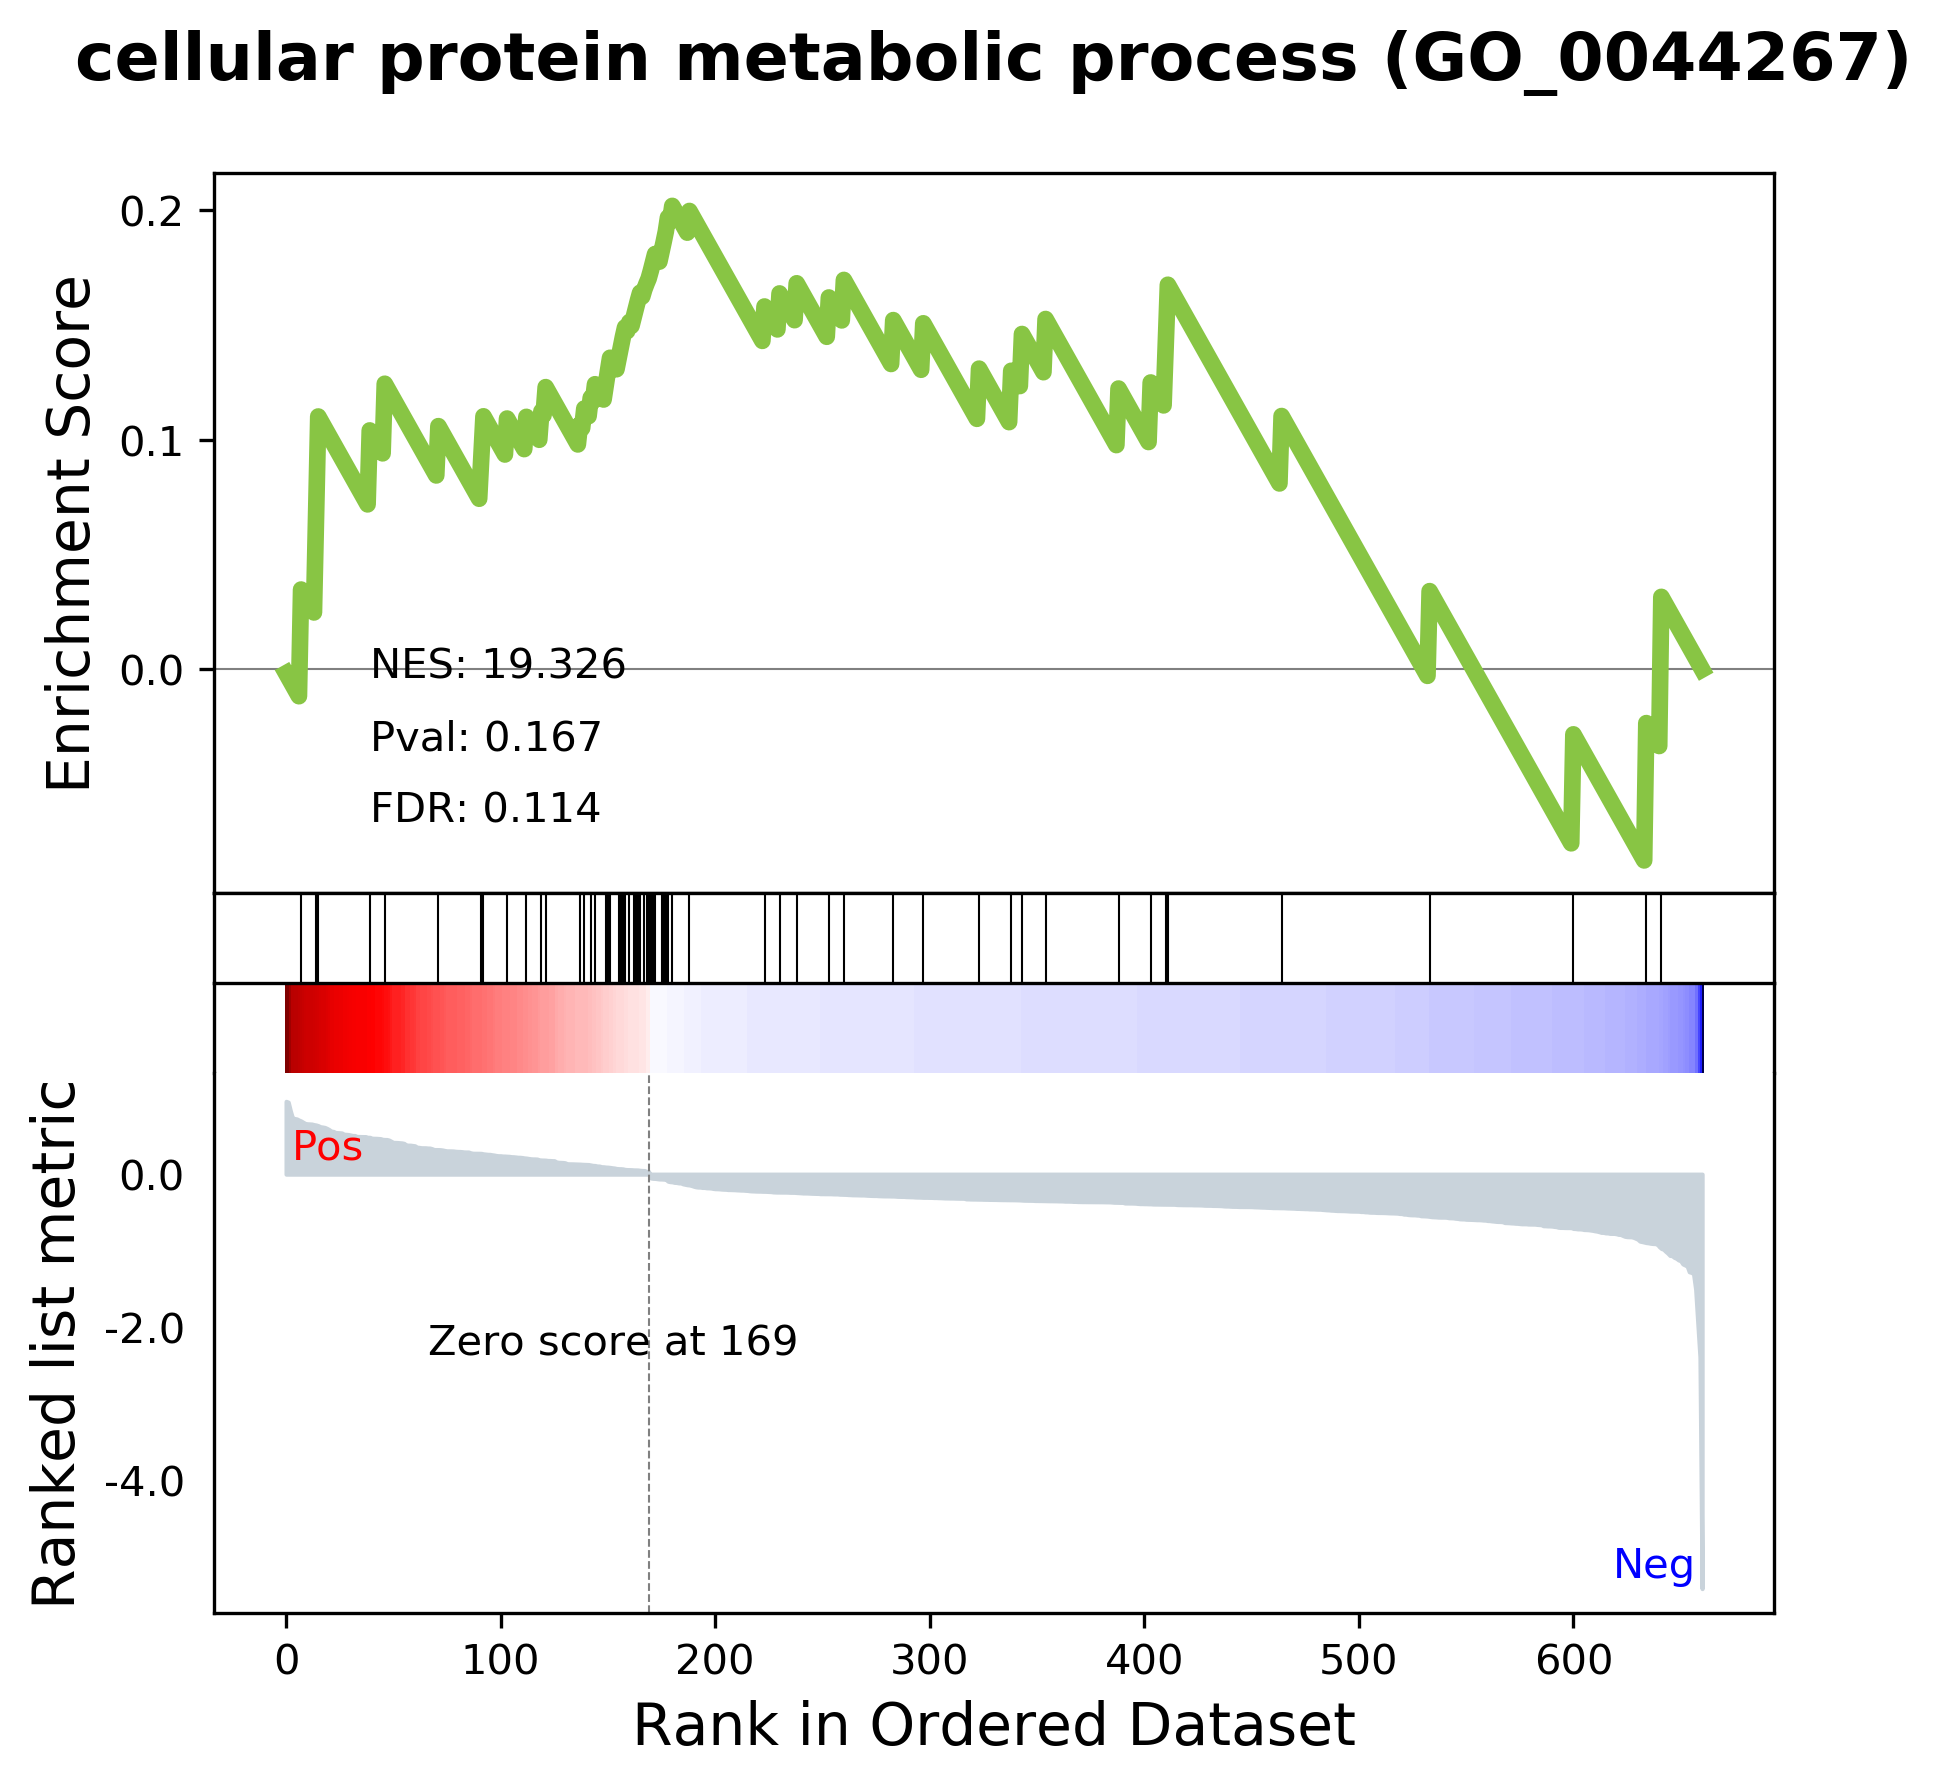 cellular protein metabolic process (GO_0044267)
Enrichment Score
0.2
0.1
0.0
NES: 19.326
Pval: 0.167
FDR: 0.114
Ranked list metric
0.0
-2.0
-4.0
Pos
Zero score at 169
Neg
0 100 200 300 400 500 600
Rank in Ordered Dataset